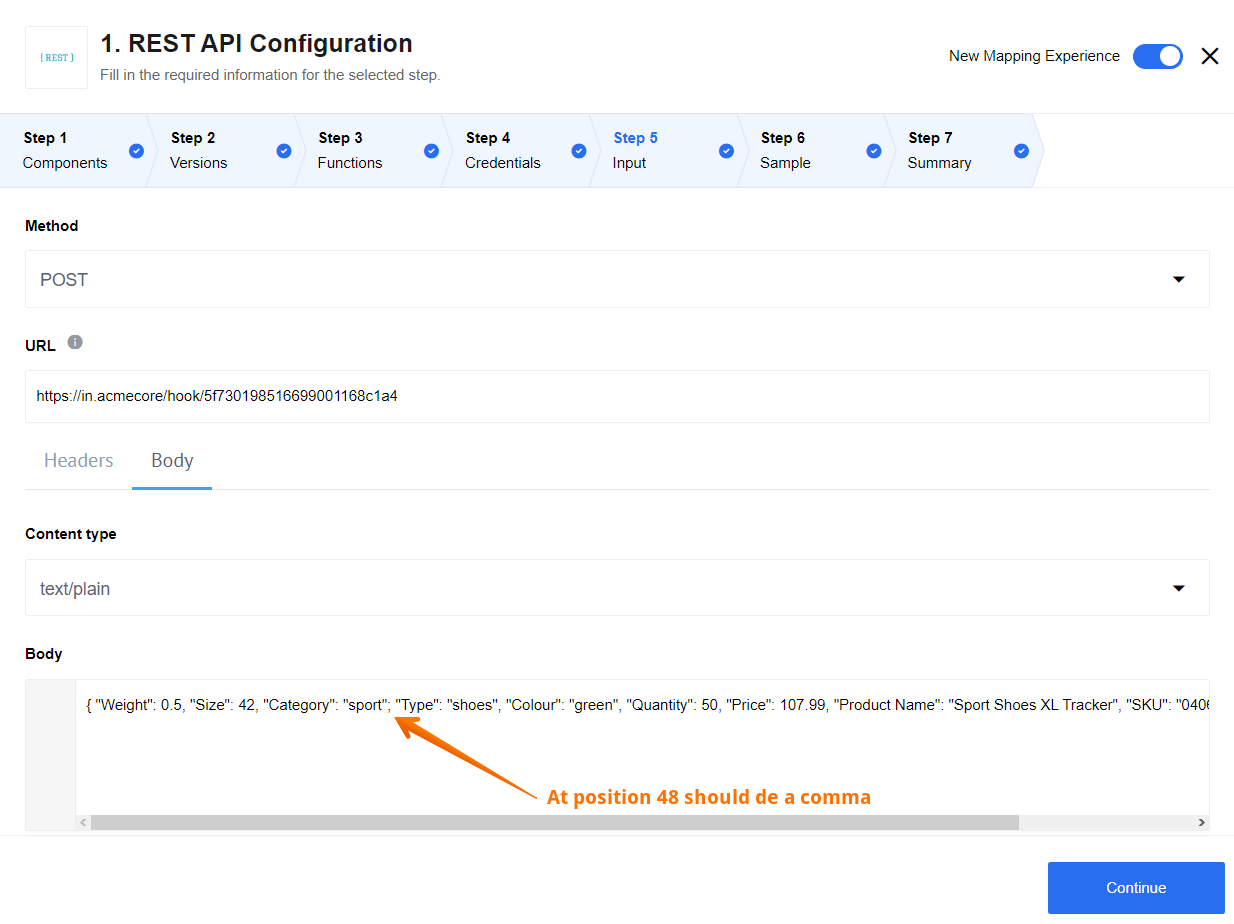 { REST }
1. REST API Configuration
Fill in the required information for the selected step.
New Mapping Experience
Step 1
Components
Step 2
Versions
Step 3
Functions
Step 4
Credentials
Step 5
Input
Step 6
Sample
Step 7
Summary
Method
POST
URL
https://in.acmecore/hook/5f730198516699001168c1a4
Headers
Body
Content type
text/plain
Body
{ "Weight": 0.5, "Size": 42, "Category": "sport"; "Type": "shoes", "Colour": "green", "Quantity": 50, "Price": 107.99, "Product Name": "Sport Shoes XL Tracker", "SKU": "0406
At position 48 should de a comma
Continue